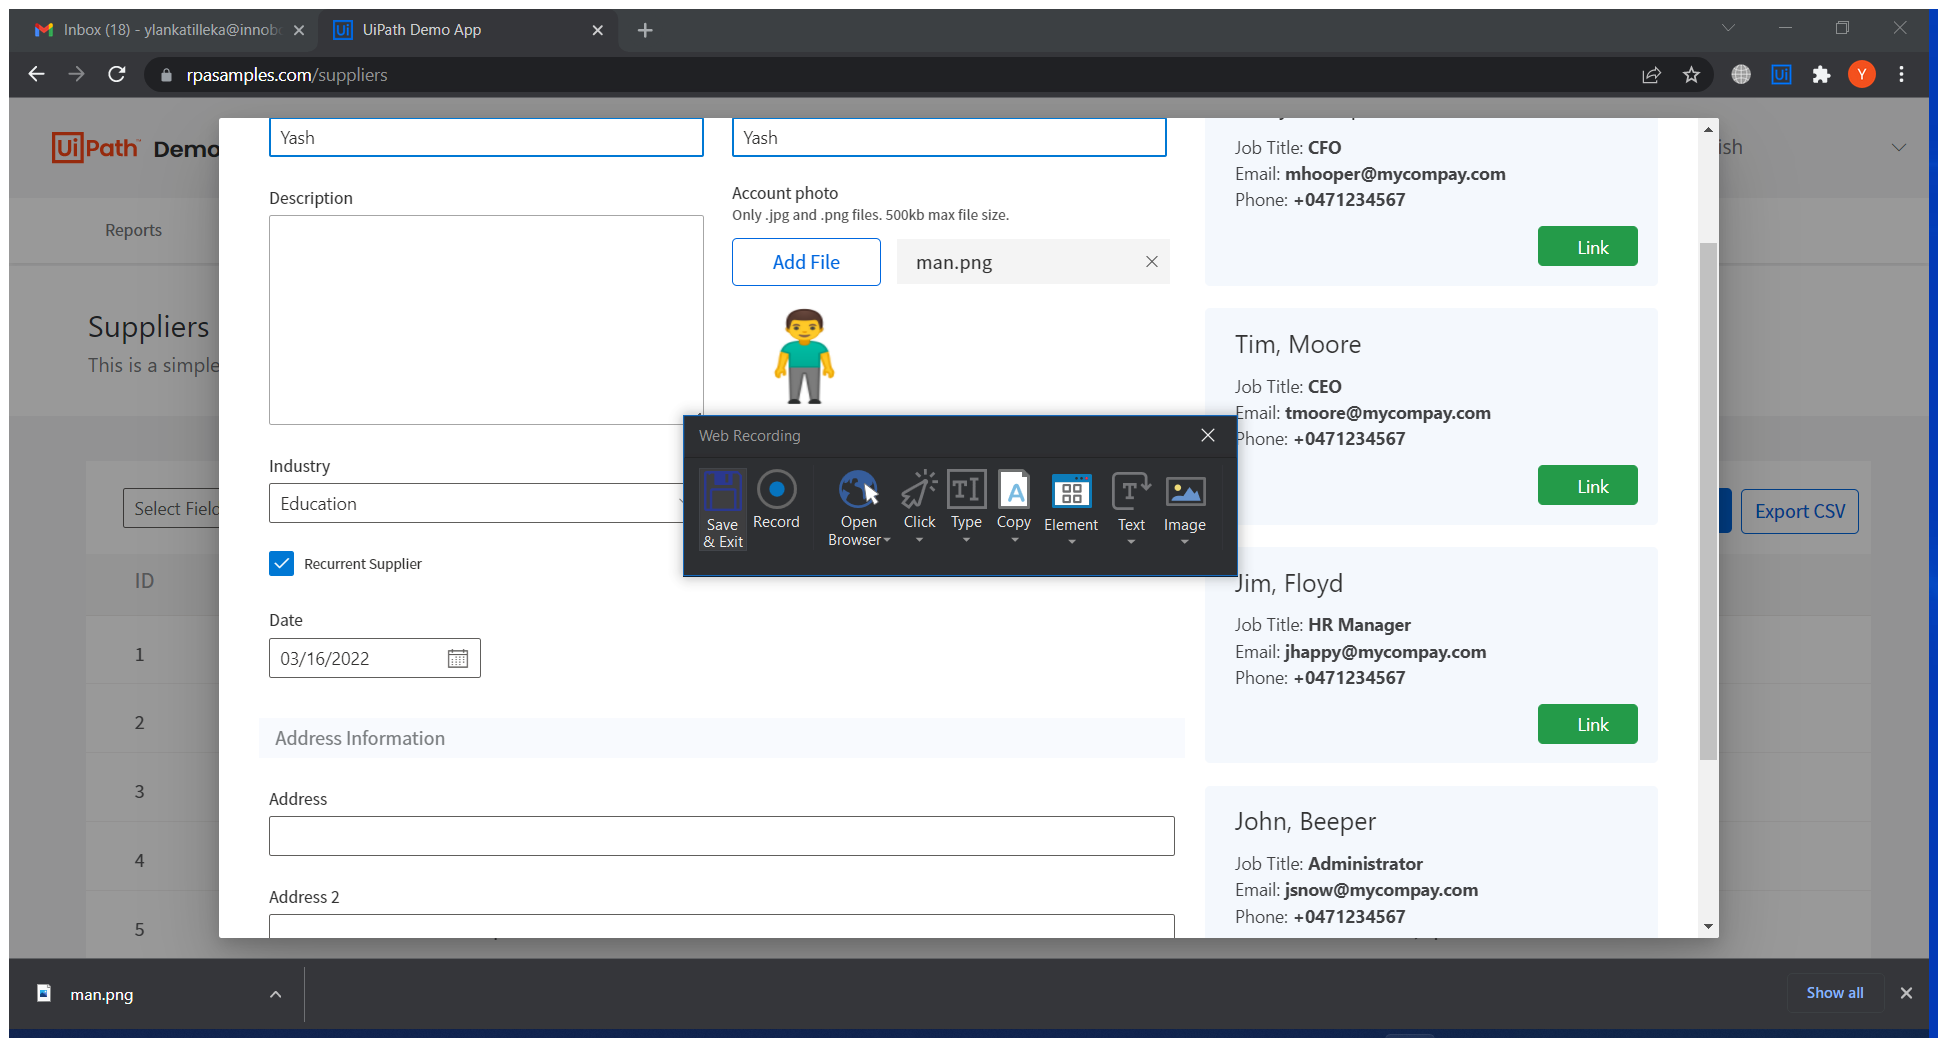 Inbox (18) - ylankatilleka@innob
UiPath Demo App
rpasamples.com/suppliers
Ui
Y
UiPath™ Demo
ish
Reports
Suppliers
This is a simple
Select Field
Export CSV
ID
1
2
3
4
5
Yash
Yash
Description
Account photo
Only .jpg and .png files. 500kb max file size.
Add File
man.png
Industry
Education
Recurrent Supplier
Date
03/16/2022
Address Information
Address
Address 2
Job Title: CFO
Email: mhooper@mycompay.com
Phone: +0471234567
Link
Tim, Moore
Job Title: CEO
Email: tmoore@mycompay.com
Phone: +0471234567
Link
Jim, Floyd
Job Title: HR Manager
Email: jhappy@mycompay.com
Phone: +0471234567
Link
John, Beeper
Job Title: Administrator
Email: jsnow@mycompay.com
Phone: +0471234567
Web Recording
Save & Exit
Record
Open Browser
Click
Type
Copy
Element
Text
Image
man.png
Show all